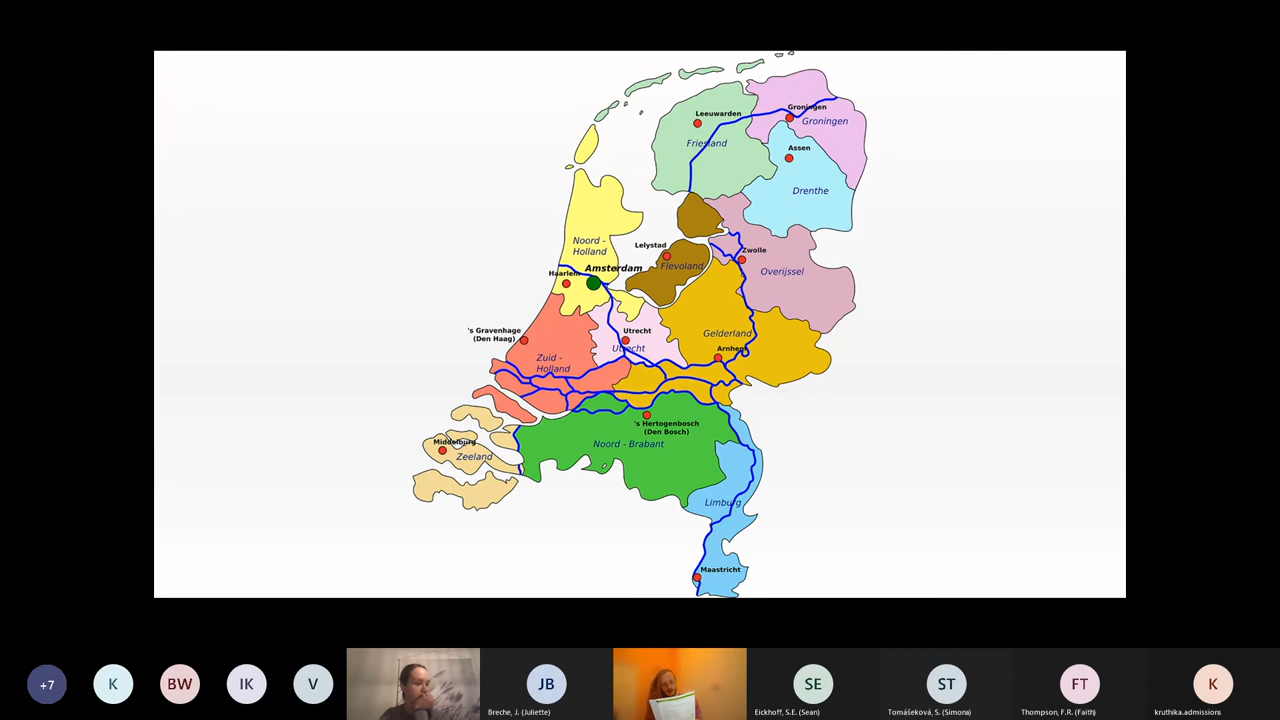 Leeuwarden
Groningen
Groningen
Friesland
Assen
Drenthe
Noord -
Holland
Lelystad
Zwolle
Flevoland
Overijssel
Amsterdam
Haarlem
's Gravenhage
(Den Haag)
Utrecht
Utrecht
Gelderland
Arnhem
Zuid -
Holland
's Hertogenbosch
(Den Bosch)
Noord - Brabant
Middelburg
Zeeland
Limburg
Maastricht
+7
K
BW
IK
V
JB
Breche, J. (Juliette)
SE
Eickhoff, S.E. (Sean)
ST
Tomášeková, S. (Simona)
FT
Thompson, F.R. (Faith)
K
kruthika.admissions